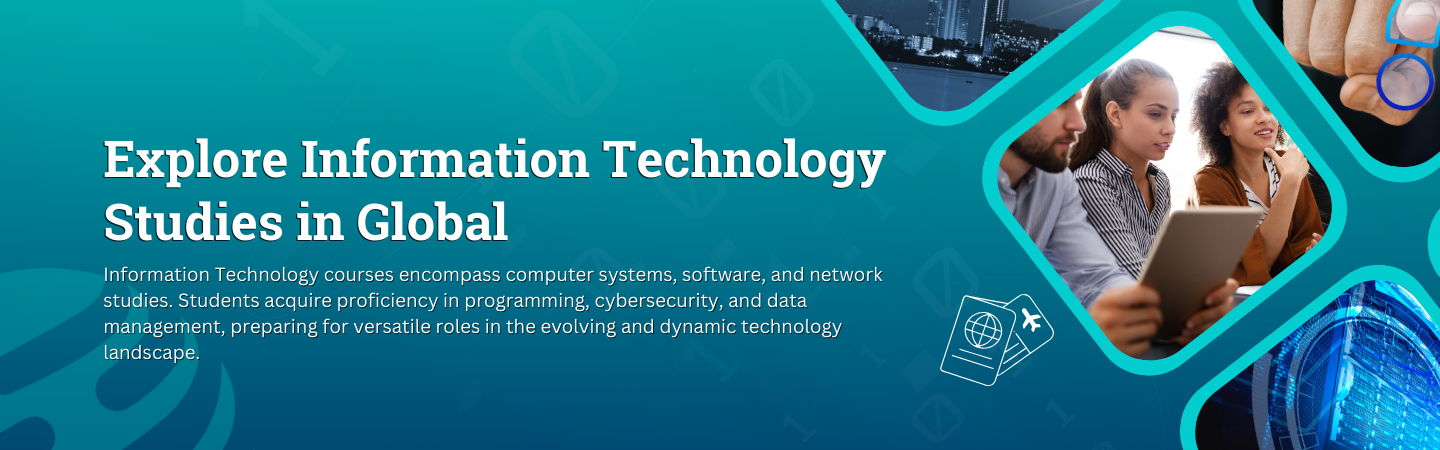 Explore Information Technology
Studies in Global
Information Technology courses encompass computer systems, software, and network
studies. Students acquire proficiency in programming, cybersecurity, and data
management, preparing for versatile roles in the evolving and dynamic technology
landscape.